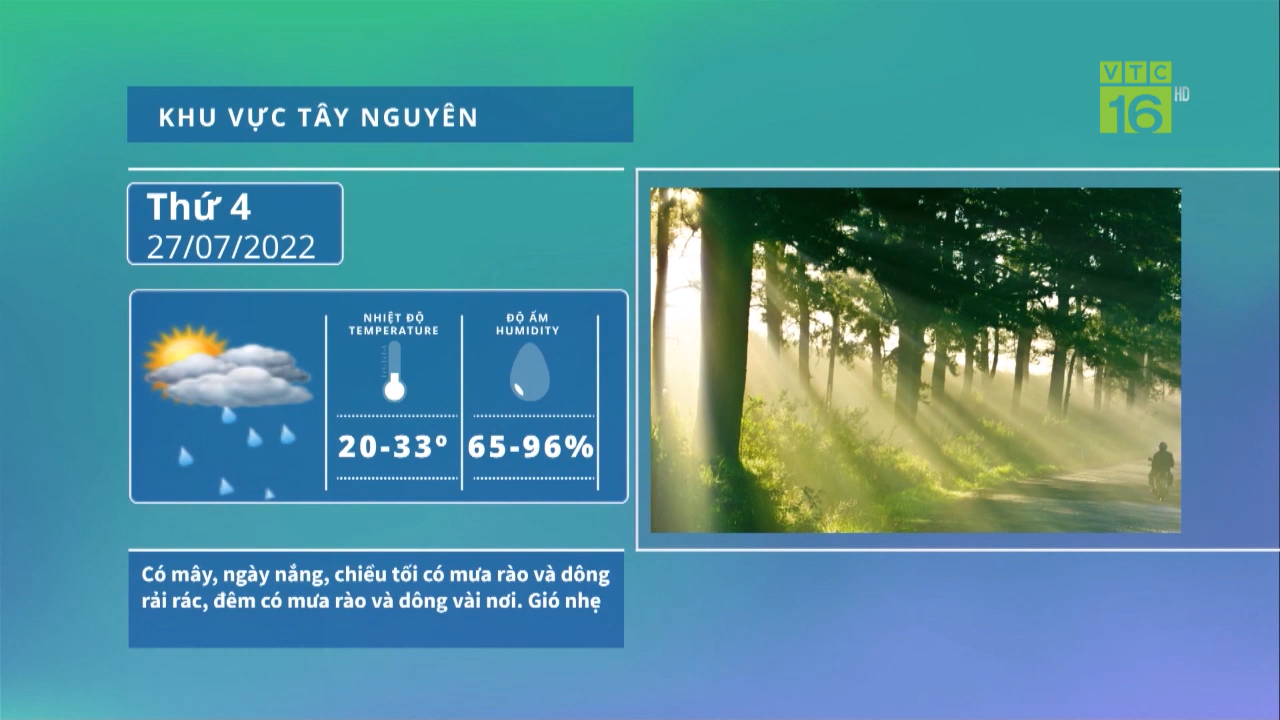 VTC
16
HD
KHU VỰC TÂY NGUYÊN
Thứ 4
27/07/2022
NHIỆT ĐỘ
TEMPERATURE
20-33º
ĐỘ ẨM
HUMIDITY
65-96%
Có mây, ngày nắng, chiều tối có mưa rào và dông
rải rác, đêm có mưa rào và dông vài nơi. Gió nhẹ